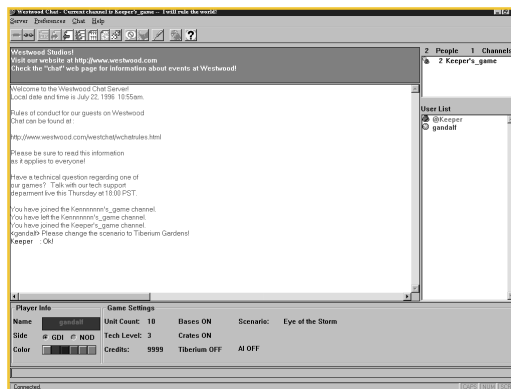 Westwood Chat - Current channel is Keeper's_game -- I will rule the world!
Server Preferences Chat Help
Westwood Studios!
Visit our website at http://www.westwood.com
Check the "chat" web page for information about events at Westwood!
2 People 1 Channels
2 Keeper's_game
Welcome to the Westwood Chat Server!
Local date and time is July 22, 1996 10:55am.
Rules of conduct for our guests on Westwood
Chat can be found at :
http://www.westwood.com/westchat/wchatrules.html
Please be sure to read this information
as it applies to everyone!
Have a technical question regarding one of
our games? Talk with our tech support
deparment live this Thursday at 18:00 PST.
You have joined the Kennnnnnn's_game channel.
You have left the Kennnnnnn's_game channel.
You have joined the Keeper's_game channel.
<gandalf> Please change the scenario to Tiberium Gardens!
Keeper : Ok!
User List
@Keeper
gandalf
Player Info
Name gandalf
Side GDI NOD
Color
Game Settings
Unit Count: 10 Bases ON Scenario: Eye of the Storm
Tech Level: 3 Crates ON
Credits: 9999 Tiberium OFF AI OFF
Connected.
CAPS NUM SCR